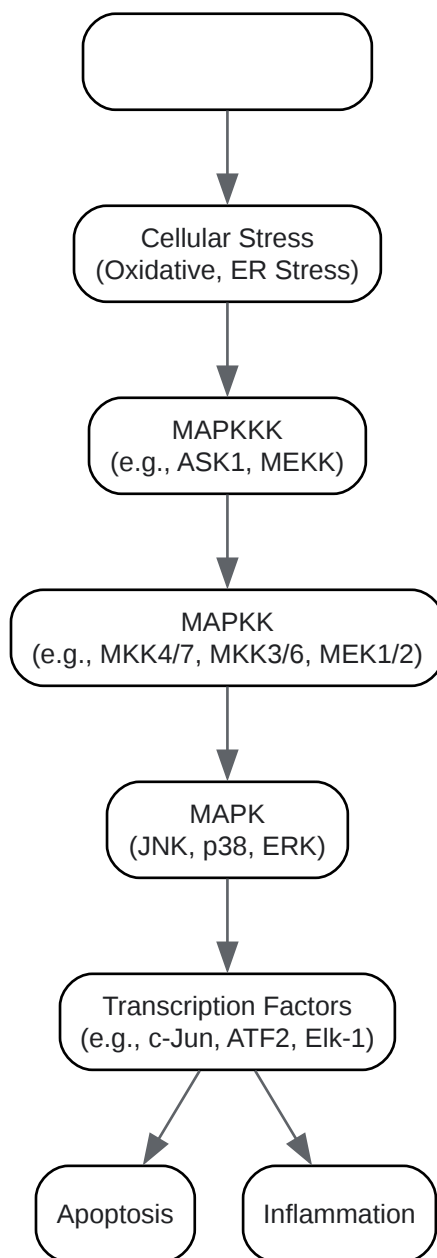 Cellular Stress
(Oxidative, ER Stress)
MAPKKK
(e.g., ASK1, MEKK)
MAPKK
(e.g., MKK4/7, MKK3/6, MEK1/2)
MAPK
(JNK, p38, ERK)
Transcription Factors
(e.g., c-Jun, ATF2, Elk-1)
Apoptosis
Inflammation